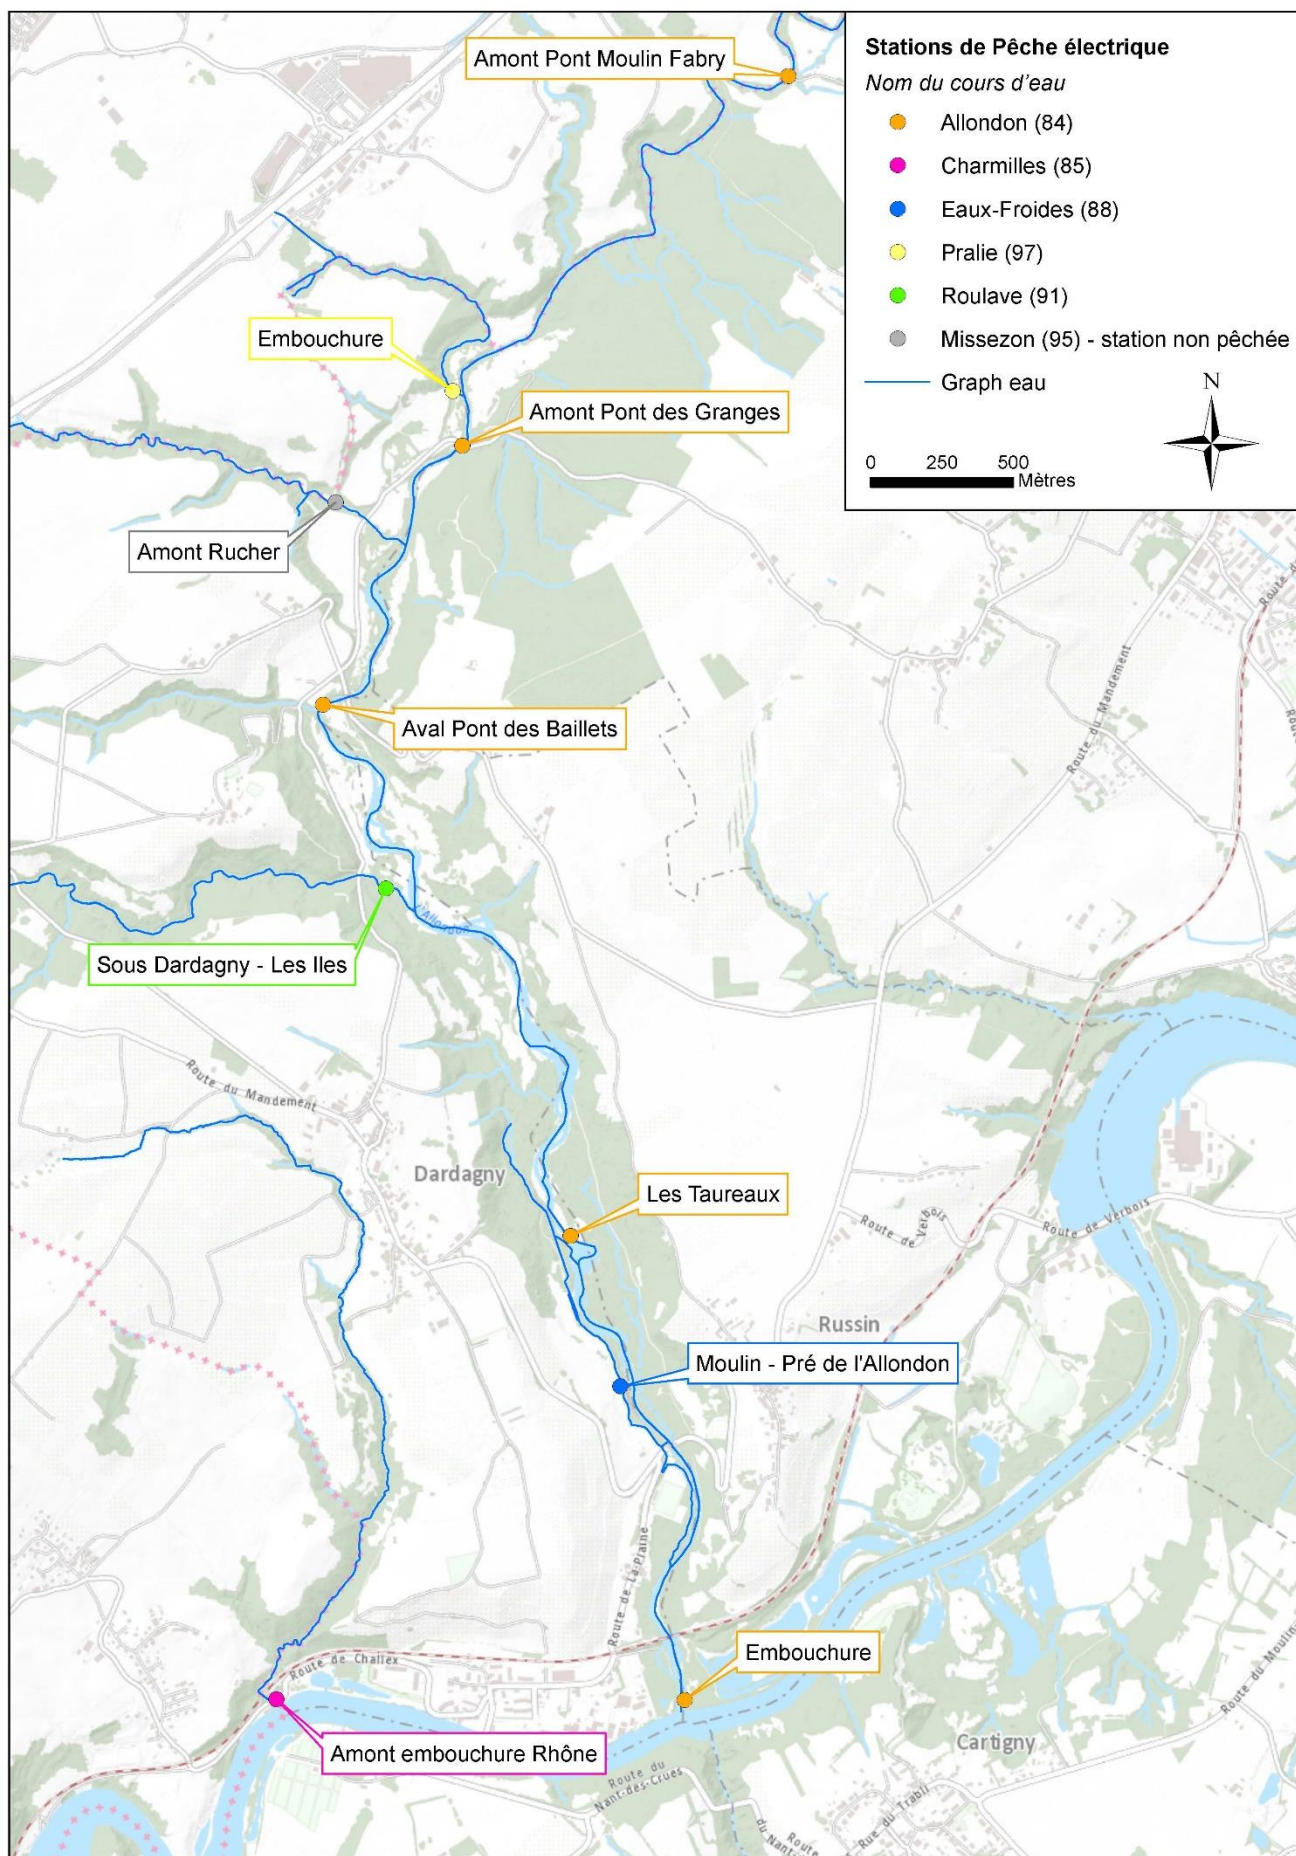 Stations de Pêche électrique
Nom du cours d'eau
Allondon (84)
Charmilles (85)
Eaux-Froides (88)
Pralie (97)
Roulave (91)
Missezon (95) - station non pêchée
Graph eau
N
0 250 500
Mètres
Amont Pont Moulin Fabry
Embouchure
Amont Pont des Granges
Amont Rucher
Route du Mandement
Aval Pont des Baillets
l'Allondon
Sous Dardagny - Les Iles
Route du Mandement
Dardagny
Les Taureaux
Route de Verbois
Route de Verbois
Russin
Moulin - Pré de l'Allondon
Route de La-Plaine
Route de Challex
Embouchure
Route du Moulin
Cartigny
Amont embouchure Rhône
Route du
Nant-des-Crues
Rue du Trabli